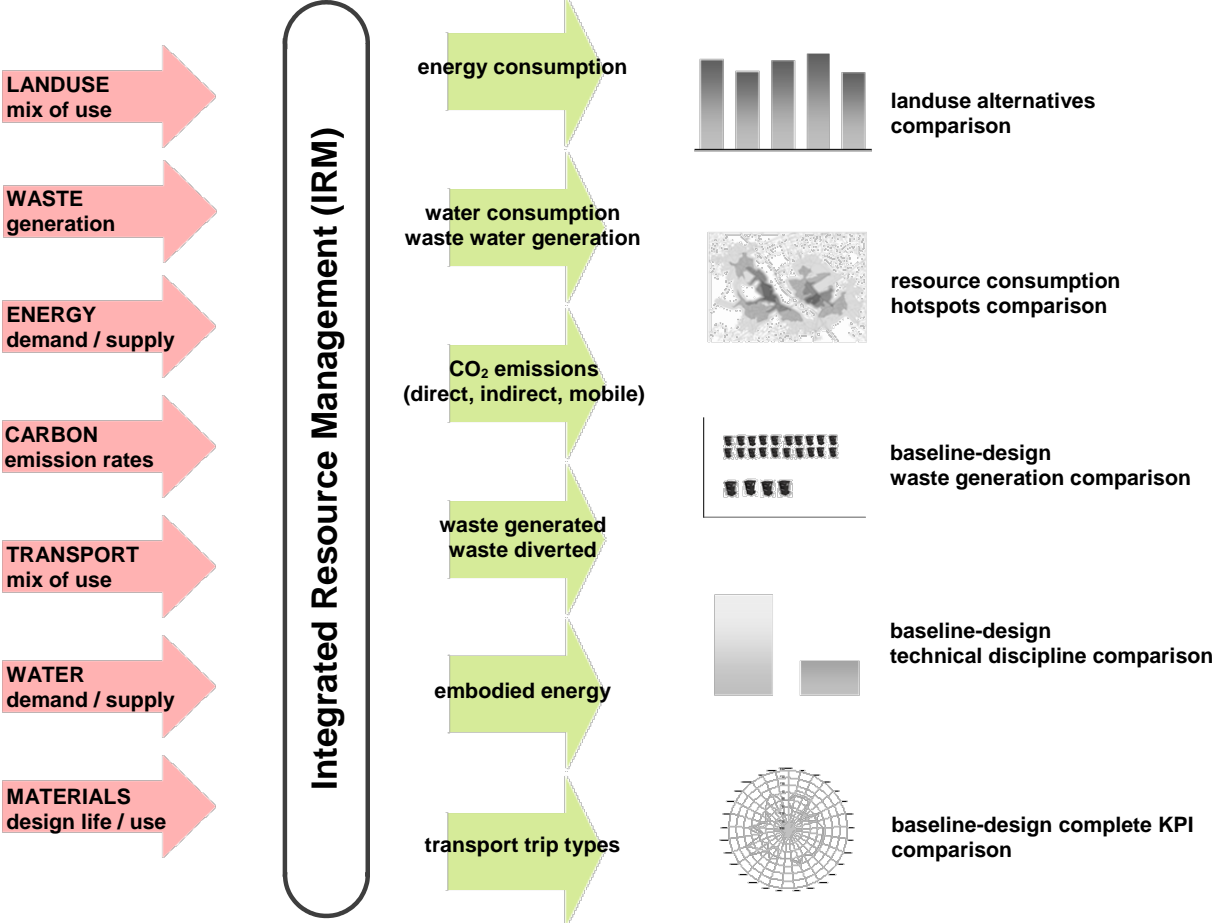 LANDUSE
mix of use
WASTE
generation
ENERGY
demand / supply
CARBON
emission rates
TRANSPORT
mix of use
WATER
demand / supply
MATERIALS
design life / use
Integrated Resource Management (IRM)
energy consumption
water consumption
waste water generation
CO₂ emissions
(direct, indirect, mobile)
waste generated
waste diverted
embodied energy
transport trip types
landuse alternatives
comparison
resource consumption
hotspots comparison
baseline-design
waste generation comparison
baseline-design
technical discipline comparison
baseline-design complete KPI
comparison